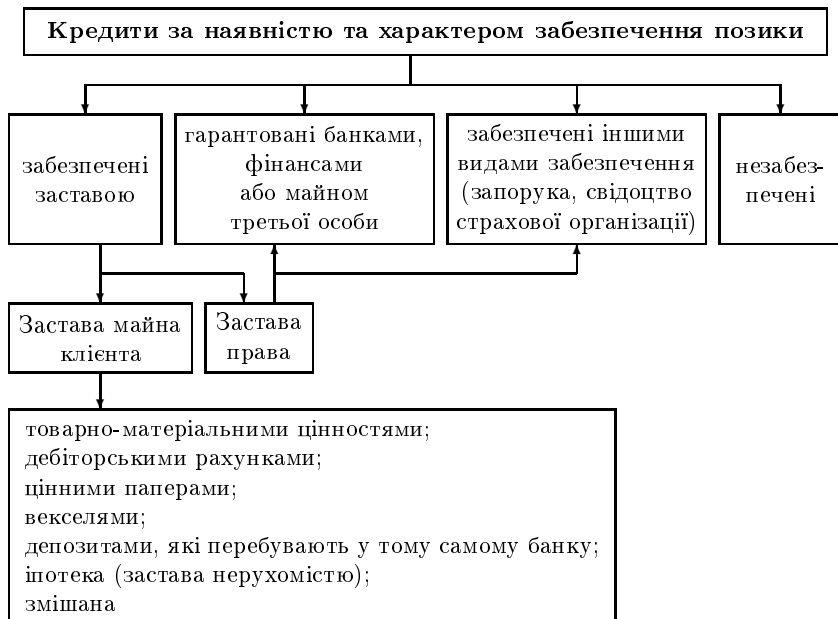 Кредити за наявністю та характером забезпечення позики
забезпечені
заставою
гарантовані банками,
фінансами
або майном
третьої особи
забезпечені іншими
видами забезпечення
(запорука, свідоцтво
страхової організації)
незабез-
печені
Застава майна
клієнта
Застава
права
товарно-матеріальними цінностями;
дебіторськими рахунками;
цінними паперами;
векселями;
депозитами, які перебувають у тому самому банку;
іпотека (застава нерухомістю);
змішана